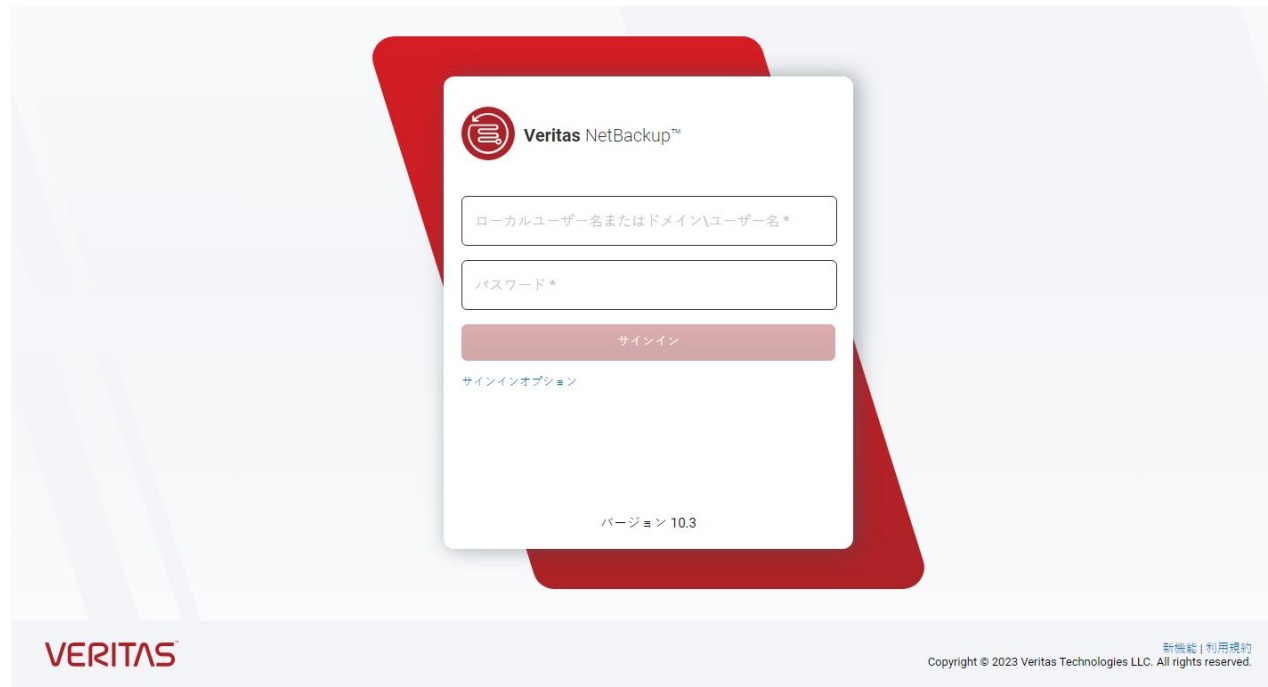 Veritas NetBackup™
ローカルユーザー名またはドメイン\ユーザー名 *
パスワード *
サインイン
サインインオプション
バージョン 10.3
VERITAS™
新機能 | 利用規約
Copyright © 2023 Veritas Technologies LLC. All rights reserved.